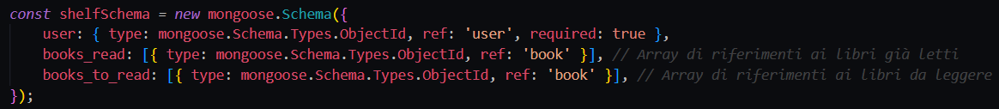 const shelfSchema = new mongoose.Schema({
    user: { type: mongoose.Schema.Types.ObjectId, ref: 'user', required: true },
    books_read: [{ type: mongoose.Schema.Types.ObjectId, ref: 'book' }], // Array di riferimenti ai libri già letti
    books_to_read: [{ type: mongoose.Schema.Types.ObjectId, ref: 'book' }], // Array di riferimenti ai libri da leggere
});